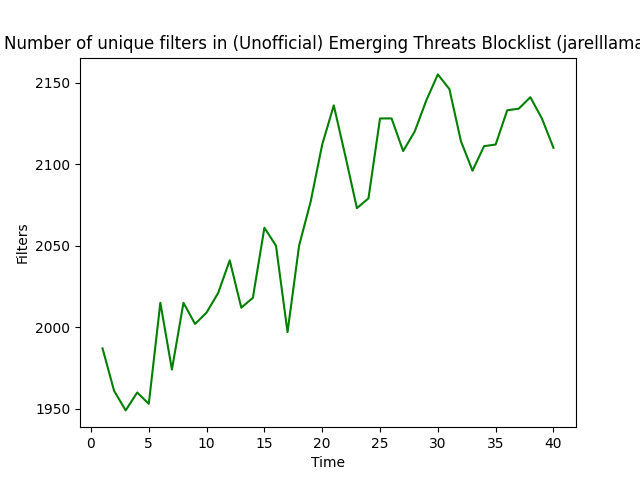 Number of unique filters in (Unofficial) Emerging Threats Blocklist (jarelllama
2150
2100
2050
2000
1950
Filters
0 5 10 15 20 25 30 35 40
Time